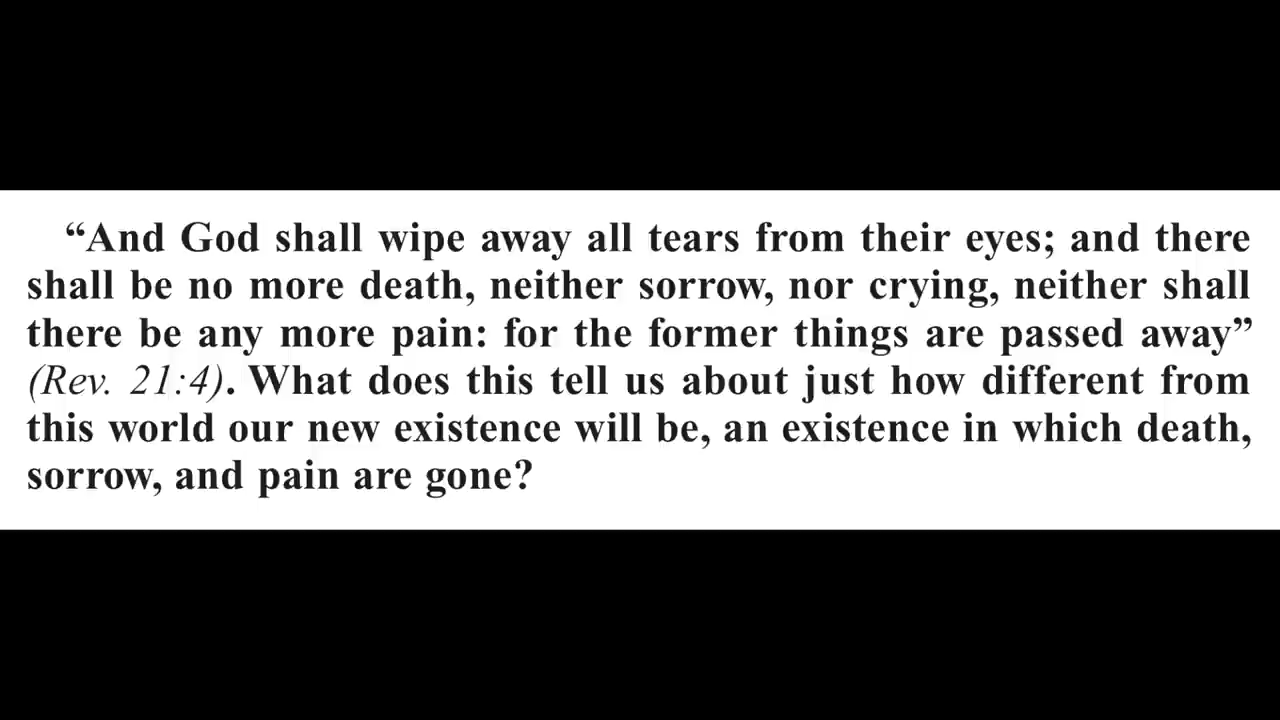 “And God shall wipe away all tears from their eyes; and there
shall be no more death, neither sorrow, nor crying, neither shall
there be any more pain: for the former things are passed away”
(Rev. 21:4). What does this tell us about just how different from
this world our new existence will be, an existence in which death,
sorrow, and pain are gone?